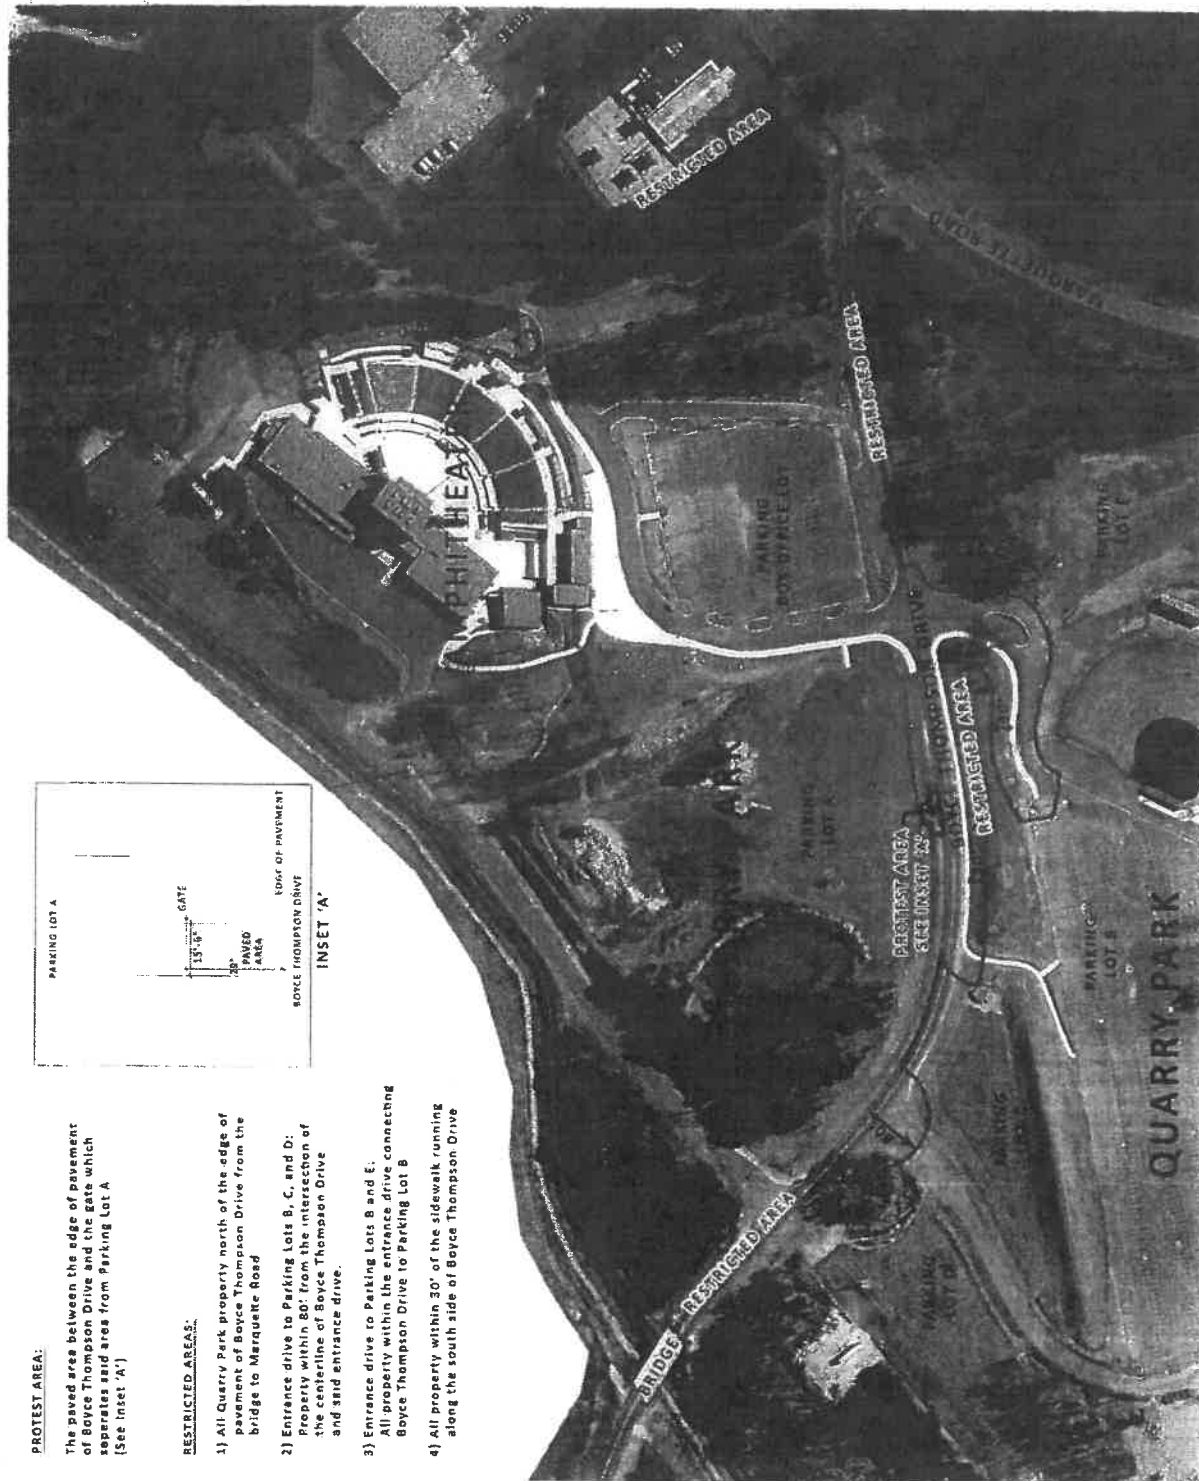 PROTEST AREA:
The paved area between the edge of pavement
of Boyce Thompson Drive and the gate which
seperates said area from Parking Lot A
(See Inset 'A')
RESTRICTED AREAS:
1) All Quarry Park property north of the edge of
pavement of Boyce Thompson Drive from the
bridge to Marquette Road
2) Entrance drive to Parking Lots B, C, and D:
Property within 80' from the intersection of
the centerline of Boyce Thompson Drive
and said entrance drive.
3) Entrance drive to Parking Lots B and E:
All property within the entrance drive connecting
Boyce Thompson Drive to Parking Lot B
4) All property within 30' of the sidewalk running
along the south side of Boyce Thompson Drive
PARKING LOT A
GATE
15'-6"
20'
PAVED
AREA
EDGE OF PAVEMENT
BOYCE THOMPSON DRIVE
INSET 'A'
BRIDGE
RESTRICTED AREA
PROTEST AREA
SEE INSET 'A'
RESTRICTED AREA
RESTRICTED AREA
RESTRICTED AREA
PARKING
LOT A
PARKING
BOX OFFICE LOT
PARKING
LOT E
PARKING
LOT B
MARQUETTE ROAD
QUARRY PARK